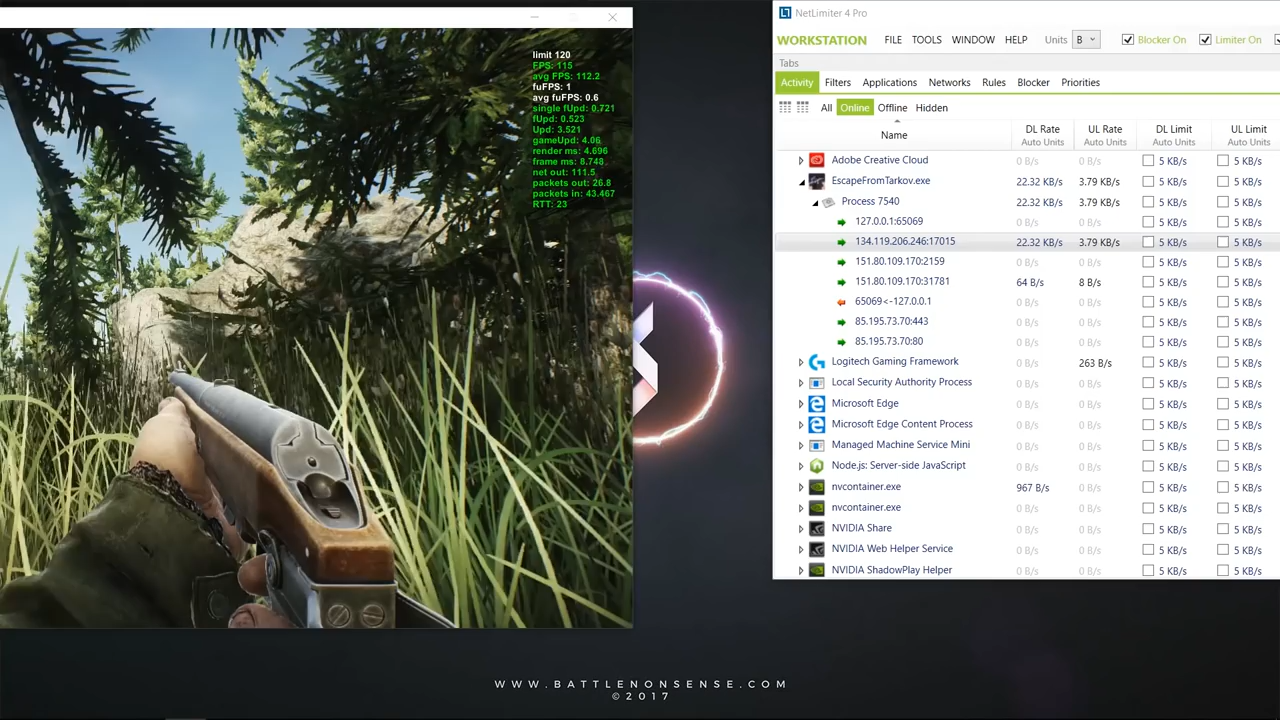 limit 120
FPS: 115
avg FPS: 112.2
fuFPS: 1
avg fuFPS: 0.6
single fUpd: 0.721
fUpd: 0.523
Upd: 3.521
gameUpd: 4.06
render ms: 4.696
frame ms: 8.748
net out: 111.5
packets out: 26.8
packets in: 43.467
RTT: 23
NetLimiter 4 Pro
WORKSTATION FILE TOOLS WINDOW HELP Units B Blocker On Limiter On
Tabs
Activity Filters Applications Networks Rules Blocker Priorities
All Online Offline Hidden
Name DL Rate UL Rate DL Limit UL Limit
Auto Units Auto Units Auto Units Auto Units
Adobe Creative Cloud 0 B/s 0 B/s 5 KB/s 5 KB/s
EscapeFromTarkov.exe 22.32 KB/s 3.79 KB/s 5 KB/s 5 KB/s
Process 7540 22.32 KB/s 3.79 KB/s 5 KB/s 5 KB/s
127.0.0.1:65069 0 B/s 0 B/s 5 KB/s 5 KB/s
134.119.206.246:17015 22.32 KB/s 3.79 KB/s 5 KB/s 5 KB/s
151.80.109.170:2159 0 B/s 0 B/s 5 KB/s 5 KB/s
151.80.109.170:31781 64 B/s 8 B/s 5 KB/s 5 KB/s
65069<-127.0.0.1 0 B/s 0 B/s 5 KB/s 5 KB/s
85.195.73.70:443 0 B/s 0 B/s 5 KB/s 5 KB/s
85.195.73.70:80 0 B/s 0 B/s 5 KB/s 5 KB/s
Logitech Gaming Framework 0 B/s 263 B/s 5 KB/s 5 KB/s
Local Security Authority Process 0 B/s 0 B/s 5 KB/s 5 KB/s
Microsoft Edge 0 B/s 0 B/s 5 KB/s 5 KB/s
Microsoft Edge Content Process 0 B/s 0 B/s 5 KB/s 5 KB/s
Managed Machine Service Mini 0 B/s 0 B/s 5 KB/s 5 KB/s
Node.js: Server-side JavaScript 0 B/s 0 B/s 5 KB/s 5 KB/s
nvcontainer.exe 967 B/s 0 B/s 5 KB/s 5 KB/s
nvcontainer.exe 0 B/s 0 B/s 5 KB/s 5 KB/s
NVIDIA Share 0 B/s 0 B/s 5 KB/s 5 KB/s
NVIDIA Web Helper Service 0 B/s 0 B/s 5 KB/s 5 KB/s
NVIDIA ShadowPlay Helper 0 B/s 0 B/s 5 KB/s 5 KB/s
WWW.BATTLENONSENSE.COM
©2017